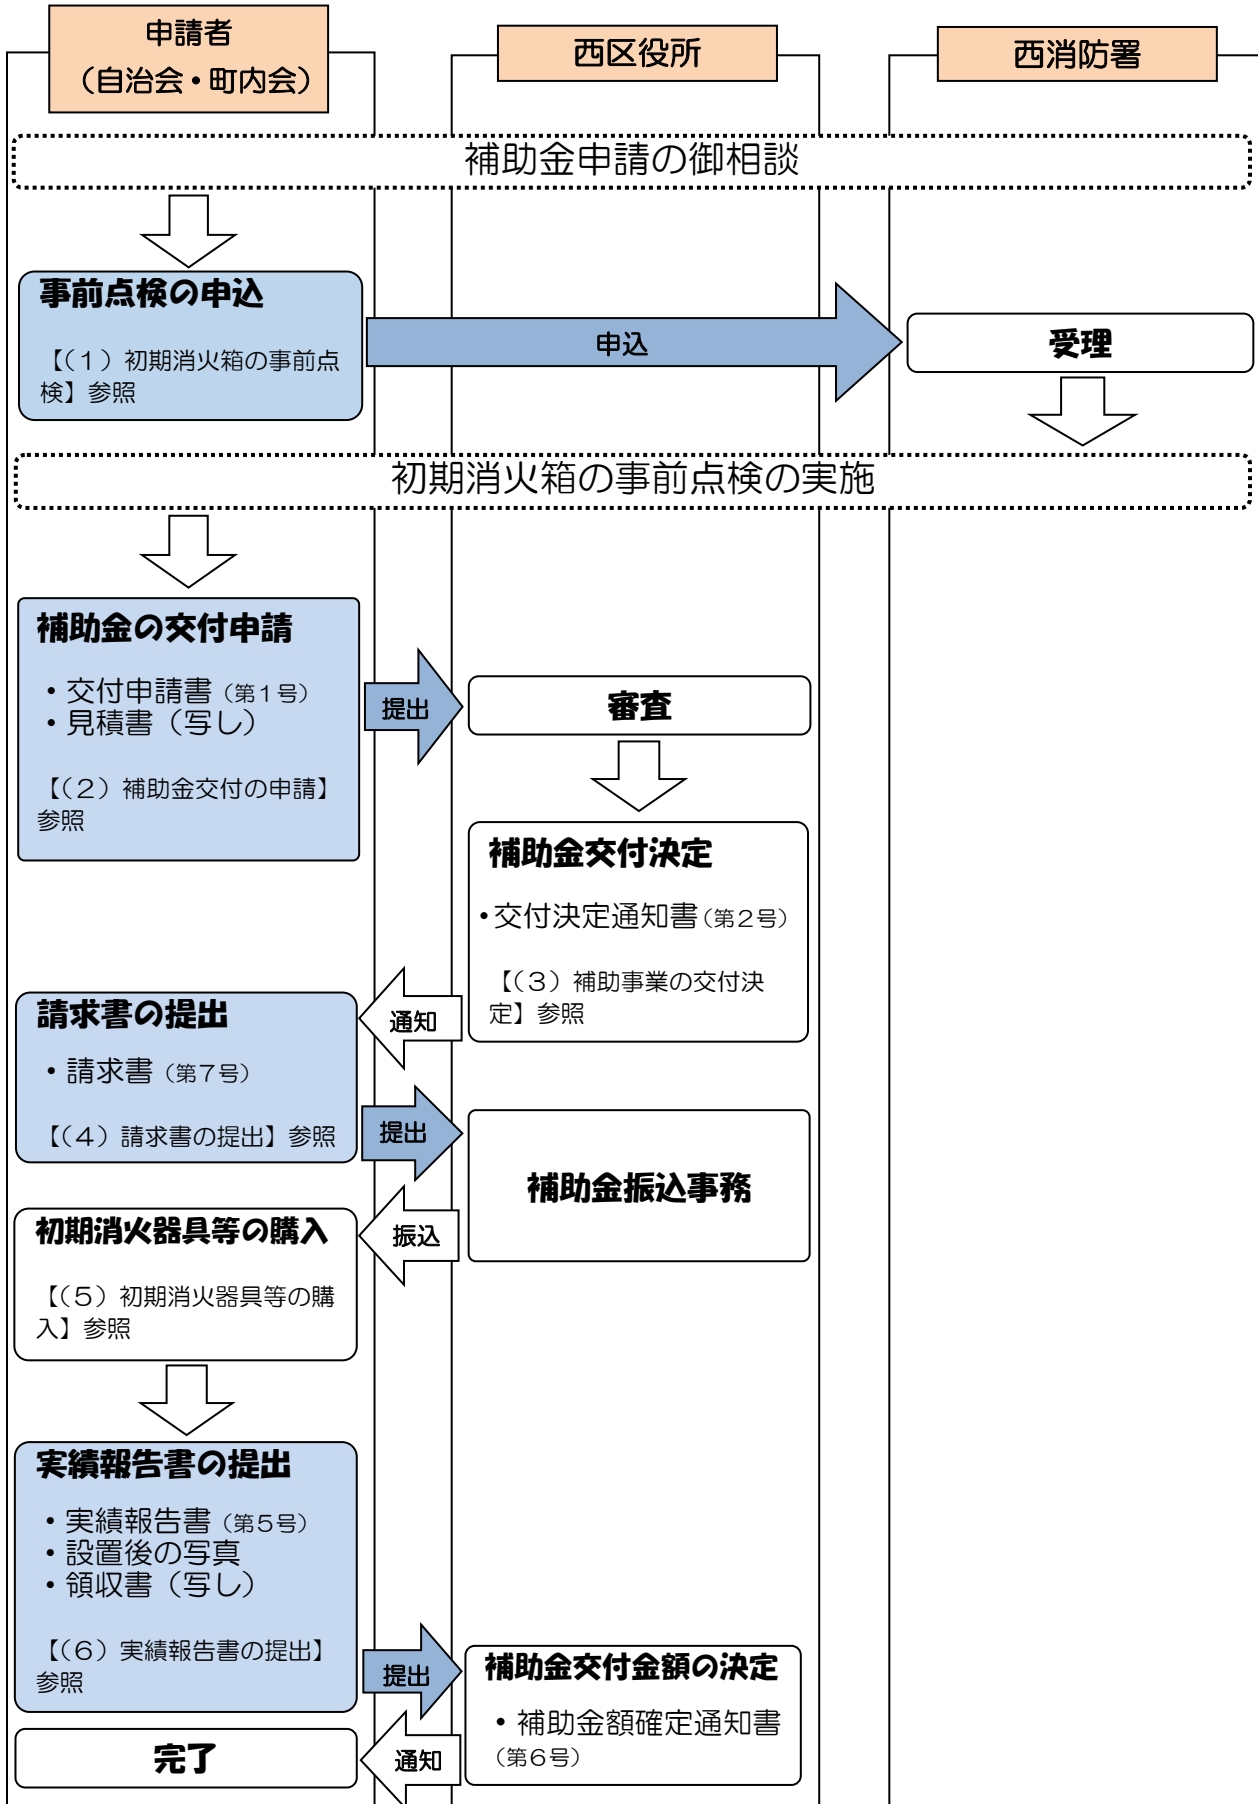 申請者
（自治会・町内会）
西区役所
西消防署
補助金申請の御相談
事前点検の申込
【（１）初期消火箱の事前点
検】参照
申込
受理
初期消火箱の事前点検の実施
補助金の交付申請
・交付申請書（第１号）
・見積書（写し）
【（２）補助金交付の申請】
参照
提出
審査
補助金交付決定
・交付決定通知書（第２号）
【（３）補助事業の交付決
定】参照
通知
請求書の提出
・請求書（第７号）
【（４）請求書の提出】参照
提出
補助金振込事務
振込
初期消火器具等の購入
【（５）初期消火器具等の購
入】参照
実績報告書の提出
・実績報告書（第５号）
・設置後の写真
・領収書（写し）
【（６）実績報告書の提出】
参照
提出
補助金交付金額の決定
・補助金額確定通知書
（第６号）
通知
完了